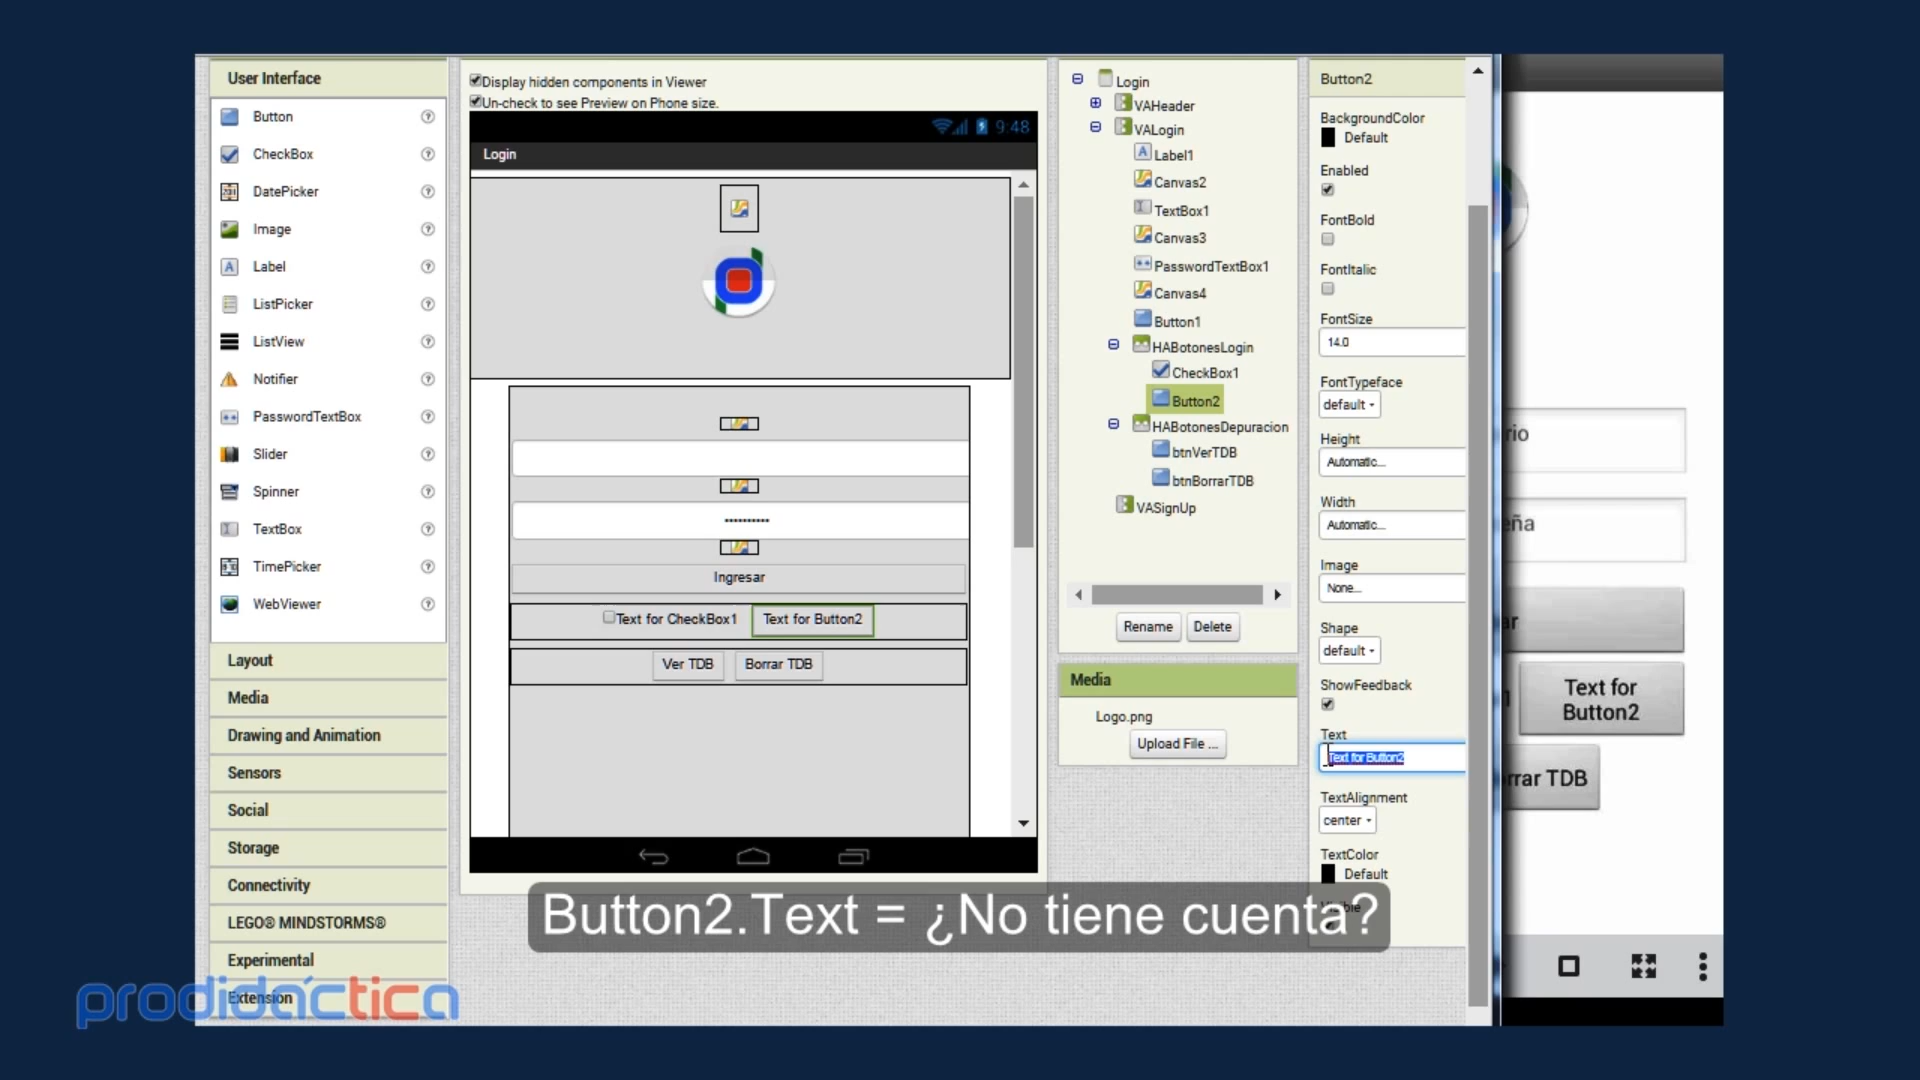 User Interface
Button
CheckBox
DatePicker
Image
Label
ListPicker
ListView
Notifier
PasswordTextBox
Slider
Spinner
TextBox
TimePicker
WebViewer
Layout
Media
Drawing and Animation
Sensors
Social
Storage
Connectivity
LEGO® MINDSTORMS®
Experimental
Extension
prodidáctica
Display hidden components in Viewer
Un-check to see Preview on Phone size.
9:48
Login
Ingresar
Text for CheckBox1
Text for Button2
Ver TDB
Borrar TDB
Login
VAHeader
VALogin
Label1
Canvas2
TextBox1
Canvas3
PasswordTextBox1
Canvas4
Button1
HABotonesLogin
CheckBox1
Button2
HABotonesDepuracion
btnVerTDB
btnBorrarTDB
VASignUp
Rename
Delete
Media
Logo.png
Upload File ...
Button2
BackgroundColor
Default
Enabled
FontBold
FontItalic
FontSize
14.0
FontTypeface
default
Height
Automatic...
Width
Automatic...
Image
None...
Shape
default
ShowFeedback
Text
Text for Button2
TextAlignment
center
TextColor
Default
Visible
rio
eña
ar
1
Text for
Button2
rrar TDB
Button2.Text = ¿No tiene cuenta?